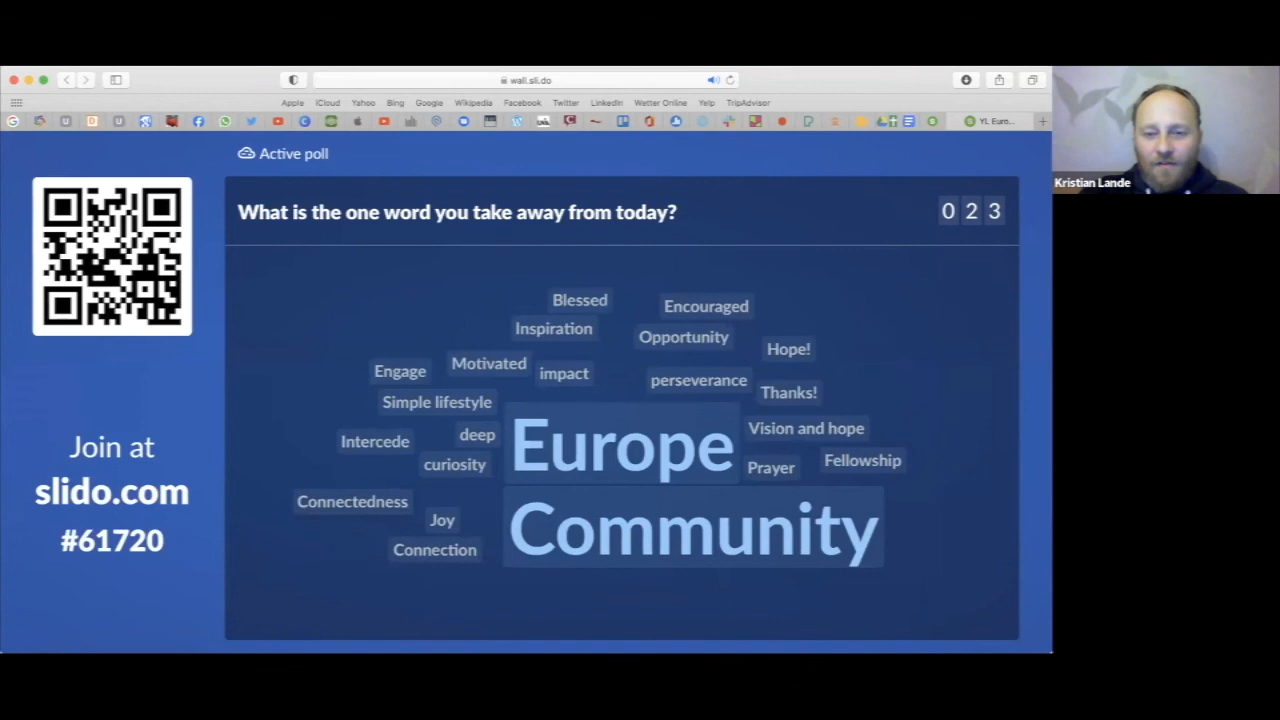 wall.sli.do
Apple iCloud Yahoo Bing Google Wikipedia Facebook Twitter LinkedIn Wetter Online Yelp TripAdvisor
YL Euro...
Active poll
What is the one word you take away from today?
0 2 3
Blessed
Encouraged
Inspiration
Opportunity
Hope!
Motivated
Engage
impact
perseverance
Thanks!
Simple lifestyle
Europe
Vision and hope
deep
Intercede
Fellowship
curiosity
Prayer
Connectedness
Joy
Community
Connection
Join at
slido.com
#61720
Kristian Lande